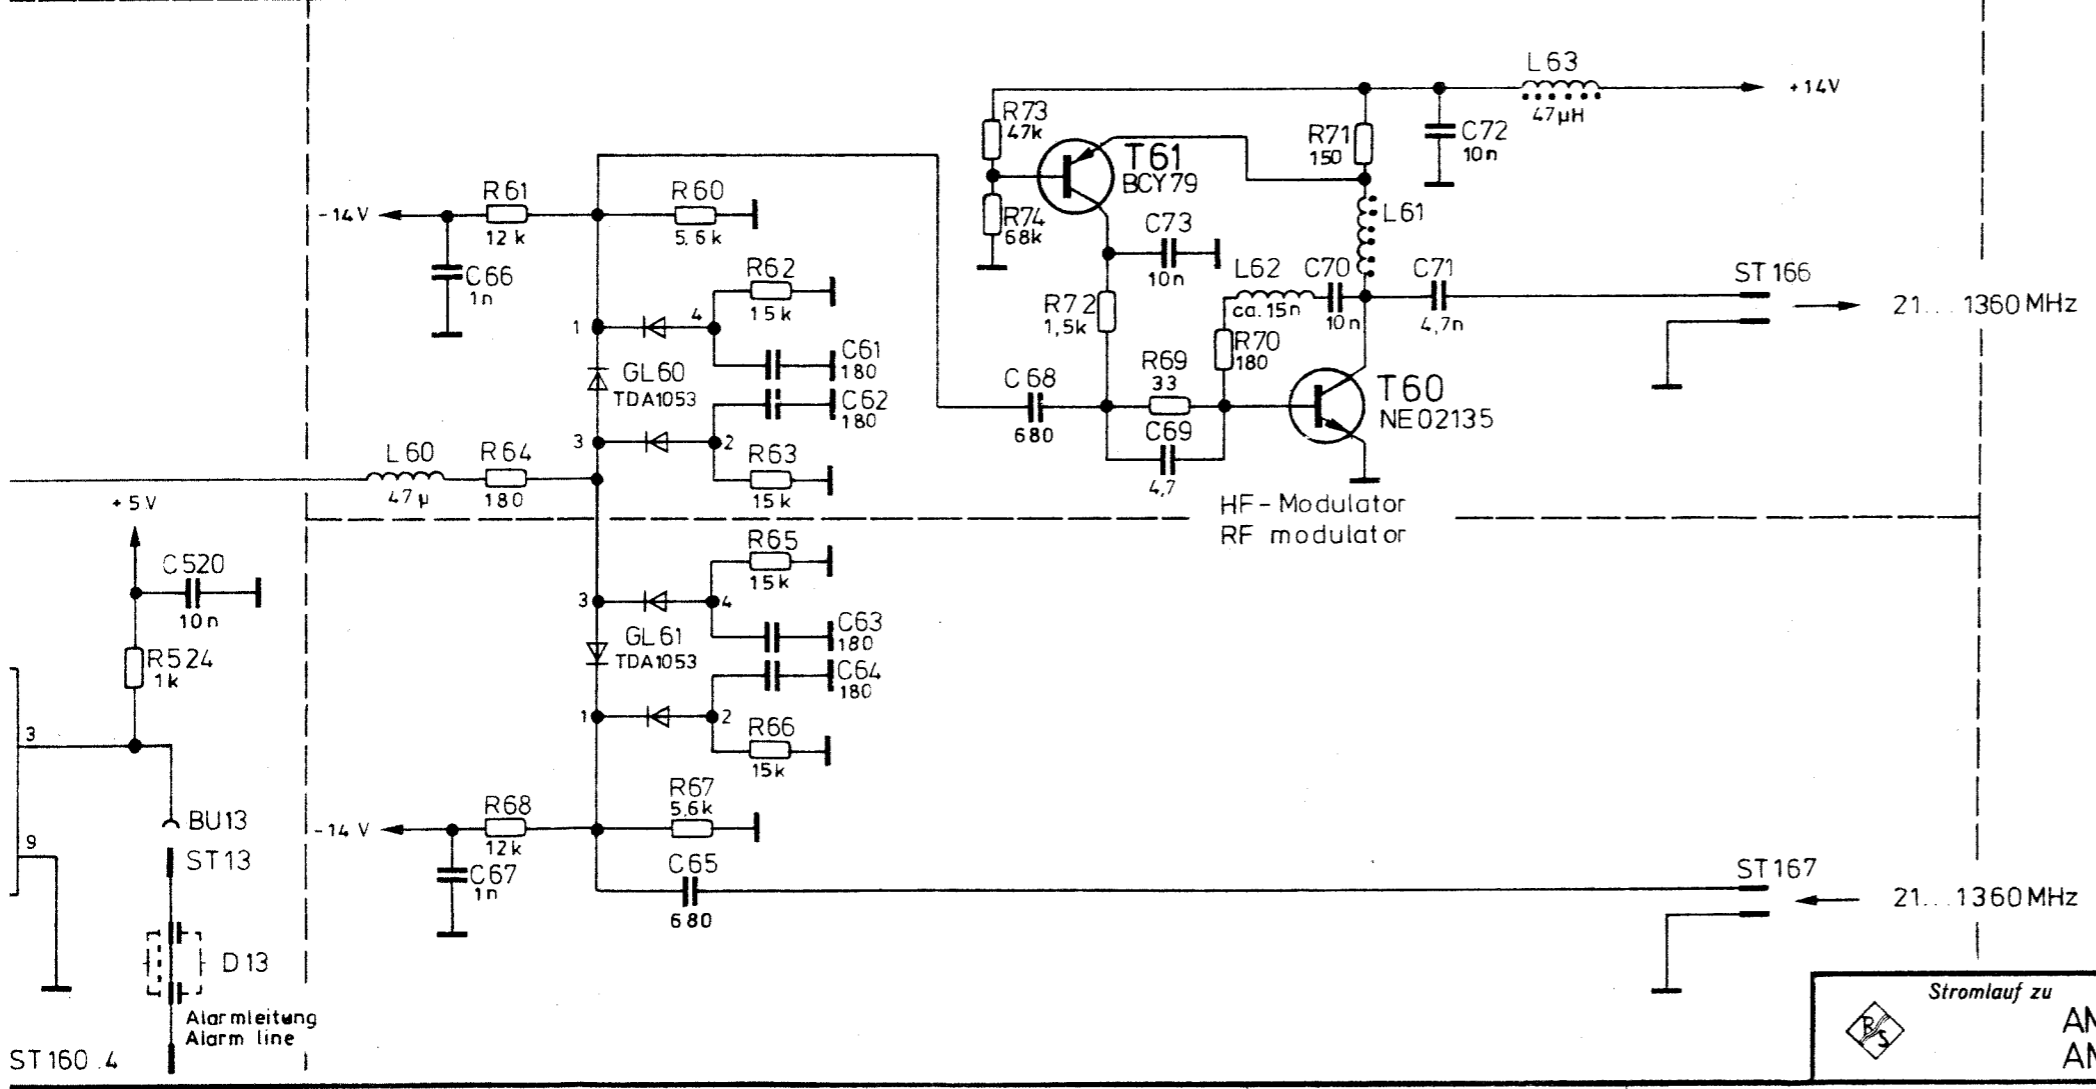 L63
+14V
47µH
R73
47k
R71
150
C72
10n
T61
BCY79
R61
-14V
12k
R60
5,6k
R74
68k
C73
10n
L61
C66
1n
R62
15k
L62
ca. 15n
C70
10n
C71
4,7n
ST166
21...1360MHz
R72
1,5k
1
4
C61
180
R70
180
GL60
TDA1053
C62
180
R69
33
C68
680
T60
NE02135
3
2
C69
4,7
L60
47µ
R64
180
R63
15k
HF-Modulator
RF modulator
+5V
C520
10n
R65
15k
3
4
GL61
TDA1053
C63
180
C64
180
R524
1k
1
2
R66
15k
3
R67
5,6k
BU13
-14V
R68
12k
9
ST13
C67
1n
C65
680
ST167
21...1360MHz
D13
Alarmleitung
Alarm line
ST160.4
Stromlauf zu
R
S
AN
AN